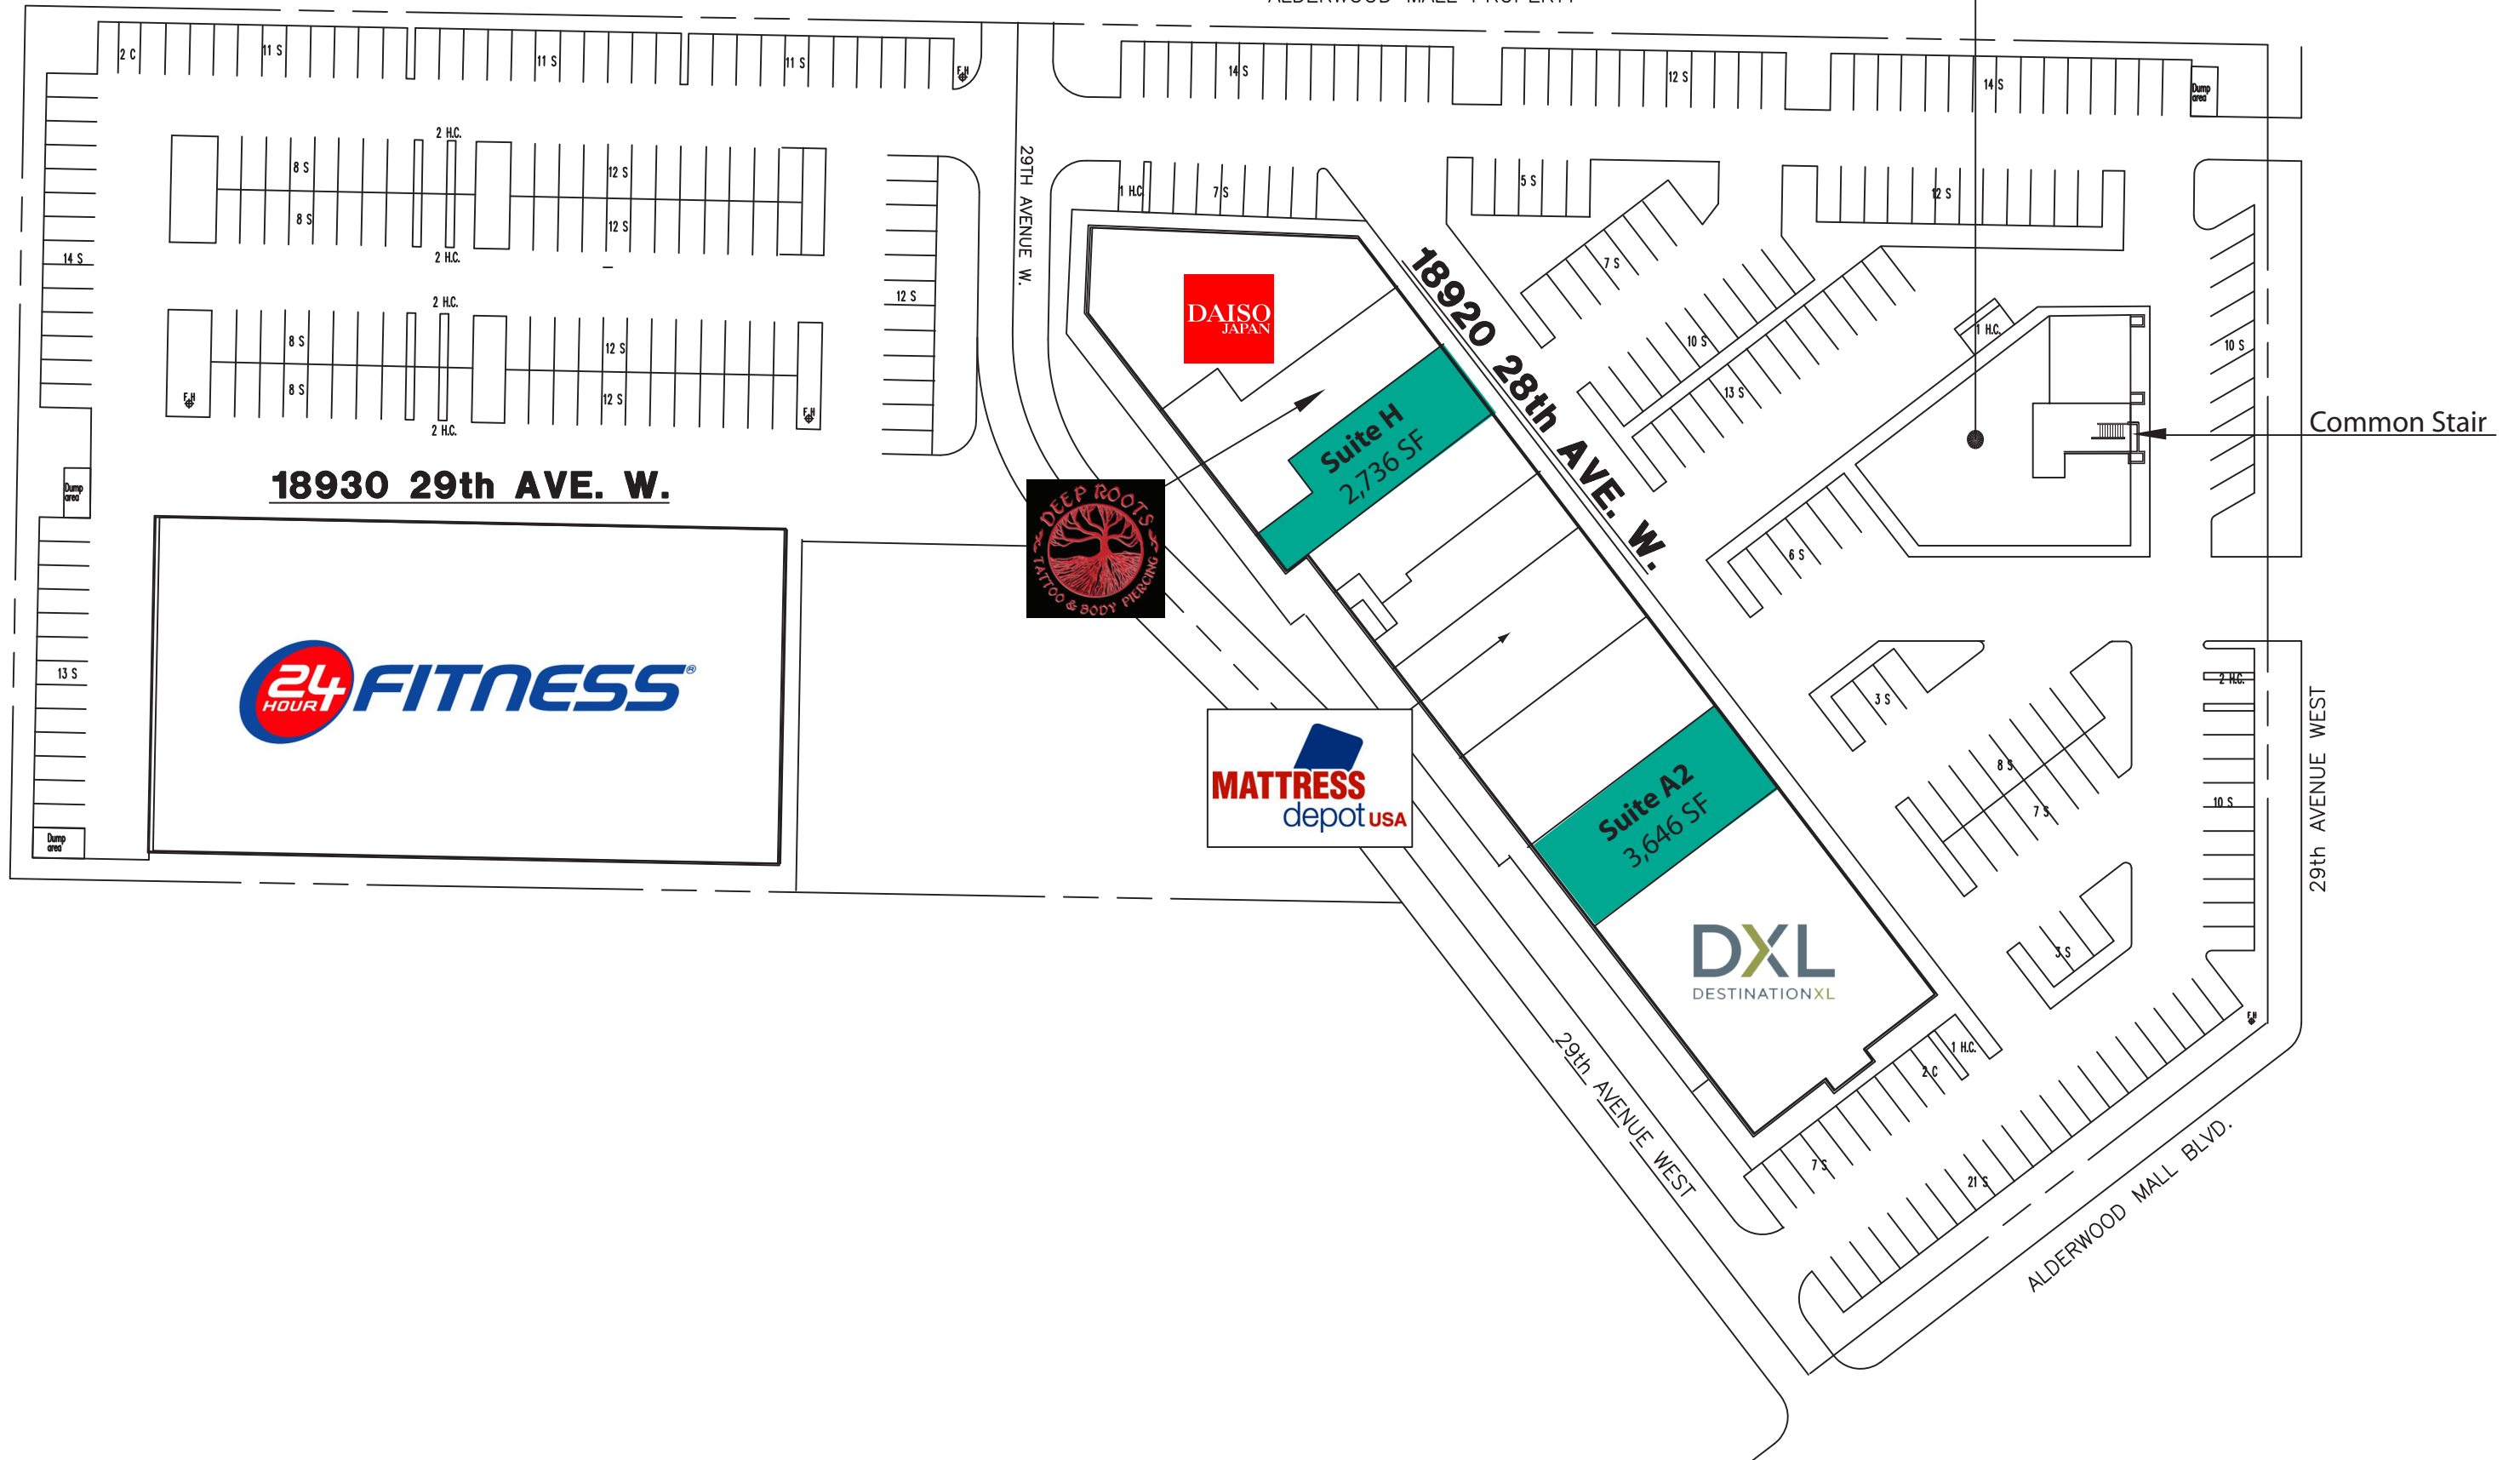 ALDERWOOD MALL PROPERTY
2 C
11 S
11 S
11 S
F.H
14 S
12 S
14 S
Dump
area
2 H.C.
8 S
8 S
12 S
12 S
2 H.C.
14 S
12 S
29TH AVENUE W.
1 H.C
7 S
5 S
7 S
12 S
10 S
2 H.C.
8 S
8 S
12 S
12 S
2 H.C.
F.H
F.H
DAISO
JAPAN
18920 28th AVE. W.
10 S
13 S
1 H.C.
Common Stair
Suite H
2,736 SF
Dump
area
18930 29th AVE. W.
DEEP ROOTS
TATTOO & BODY PIERCING
6 S
13 S
24
HOUR
FITNESS®
MATTRESS
depot USA
Suite A2
3,646 SF
3 S
2 H.C.
8 S
7 S
10 S
29th AVENUE WEST
Dump
area
DXL
DESTINATIONXL
3 S
F.H
1 H.C.
2 C
7 S
21 S
29th AVENUE WEST
ALDERWOOD MALL BLVD.